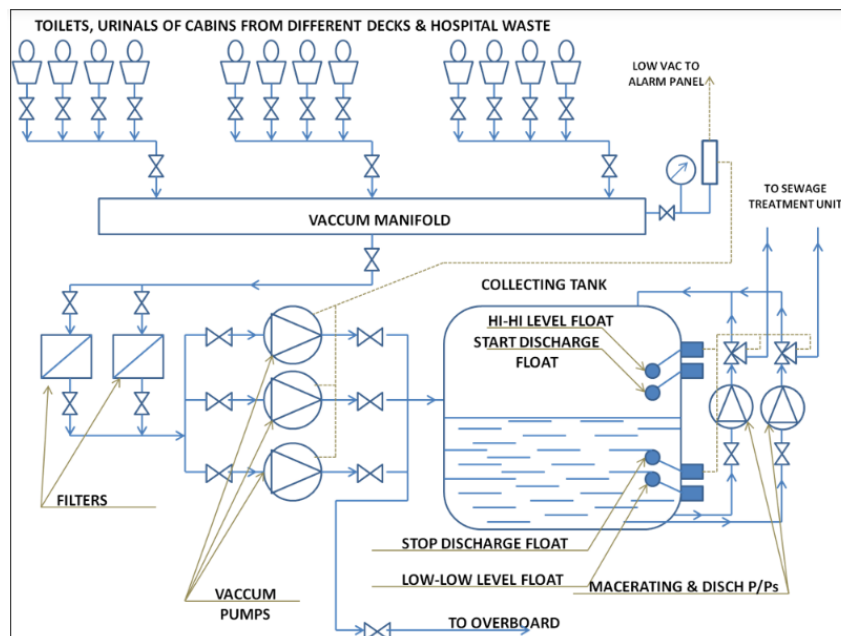 TOILETS, URINALS OF CABINS FROM DIFFERENT DECKS & HOSPITAL WASTE
LOW VAC TO
ALARM PANEL
TO SEWAGE
TREATMENT UNIT
VACCUM MANIFOLD
COLLECTING TANK
HI-HI LEVEL FLOAT
START DISCHARGE
FLOAT
FILTERS
VACCUM
PUMPS
STOP DISCHARGE FLOAT
LOW-LOW LEVEL FLOAT
MACERATING & DISCH P/Ps
TO OVERBOARD